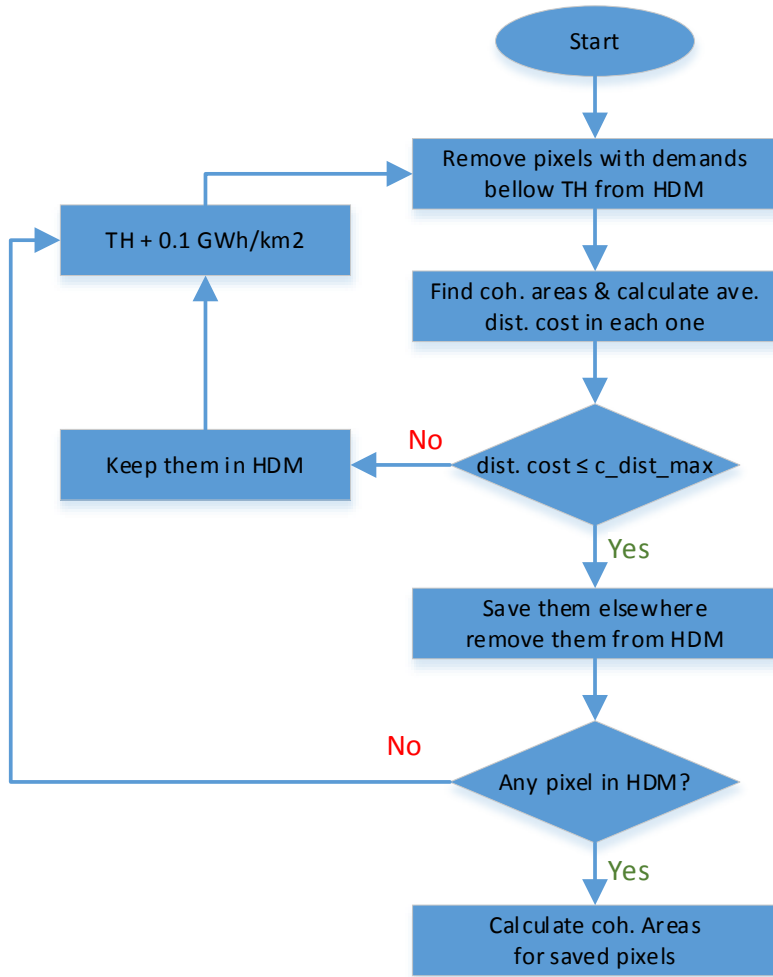 Start
Remove pixels with demands
bellow TH from HDM
TH + 0.1 GWh/km2
Find coh. areas & calculate ave.
dist. cost in each one
No
Keep them in HDM
dist. cost ≤ c_dist_max
Yes
Save them elsewhere
remove them from HDM
No
Any pixel in HDM?
Yes
Calculate coh. Areas
for saved pixels